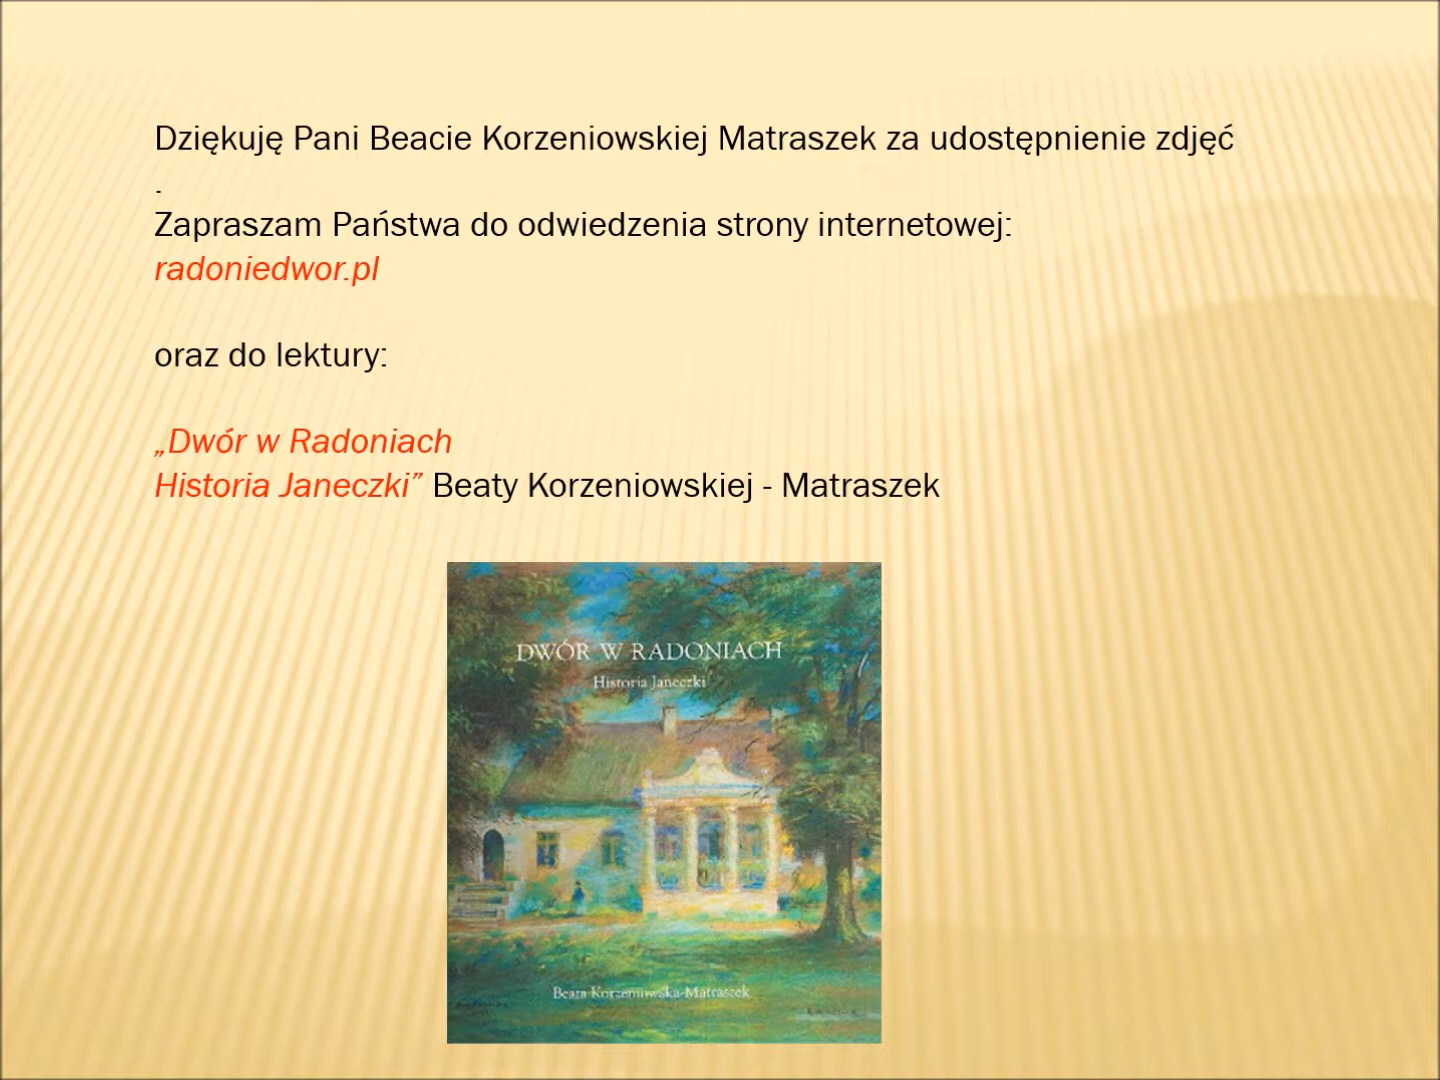 Dziękuję Pani Beacie Korzeniowskiej Matraszek za udostępnienie zdjęć
.
Zapraszam Państwa do odwiedzenia strony internetowej:
radoniedwor.pl
oraz do lektury:
„Dwór w Radoniach
Historia Janeczki” Beaty Korzeniowskiej - Matraszek
DWÓR W RADONIACH
Historia Janeczki
Beata Korzeniowska-Matraszek